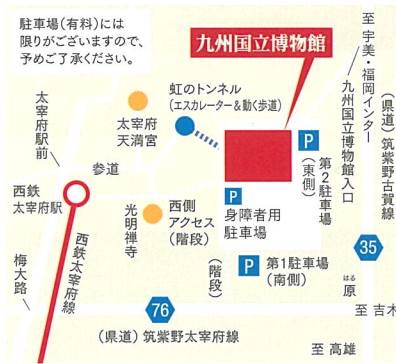 駐車場(有料)には
限りがございますので、
予めご了承ください。
九州国立博物館
至宇美・福岡インター
九州国立博物館入口
(県道)筑紫野古賀線
虹のトンネル
(エスカレーター&動く歩道)
太宰府
天満宮
太宰府
駅前
参道
P
第2駐車場
(東側)
西鉄
太宰府駅
P
身障者用
駐車場
光明禅寺
西側
アクセス
(階段)
西鉄太宰府線
梅大路
(階段)
P
第1駐車場
(南側)
35
はる
原
76
至 吉木
(県道)筑紫野太宰府線
至 高雄